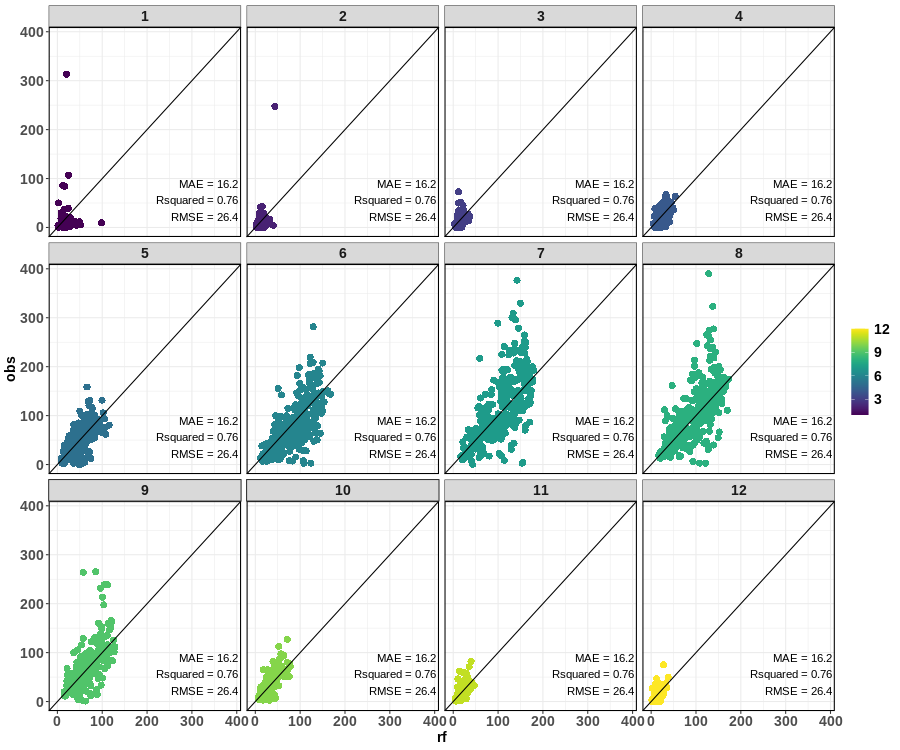 1 2 3 4
400
300
200
100
0
MAE = 16.2 MAE = 16.2 MAE = 16.2 MAE = 16.2
Rsquared = 0.76 Rsquared = 0.76 Rsquared = 0.76 Rsquared = 0.76
RMSE = 26.4 RMSE = 26.4 RMSE = 26.4 RMSE = 26.4
5 6 7 8
400
300
200
100
0
MAE = 16.2 MAE = 16.2 MAE = 16.2 MAE = 16.2
Rsquared = 0.76 Rsquared = 0.76 Rsquared = 0.76 Rsquared = 0.76
RMSE = 26.4 RMSE = 26.4 RMSE = 26.4 RMSE = 26.4
9 10 11 12
400
300
200
100
0
MAE = 16.2 MAE = 16.2 MAE = 16.2 MAE = 16.2
Rsquared = 0.76 Rsquared = 0.76 Rsquared = 0.76 Rsquared = 0.76
RMSE = 26.4 RMSE = 26.4 RMSE = 26.4 RMSE = 26.4
0 100 200 300 400 0 100 200 300 400 0 100 200 300 400 0 100 200 300 400
rf
obs
12
9
6
3